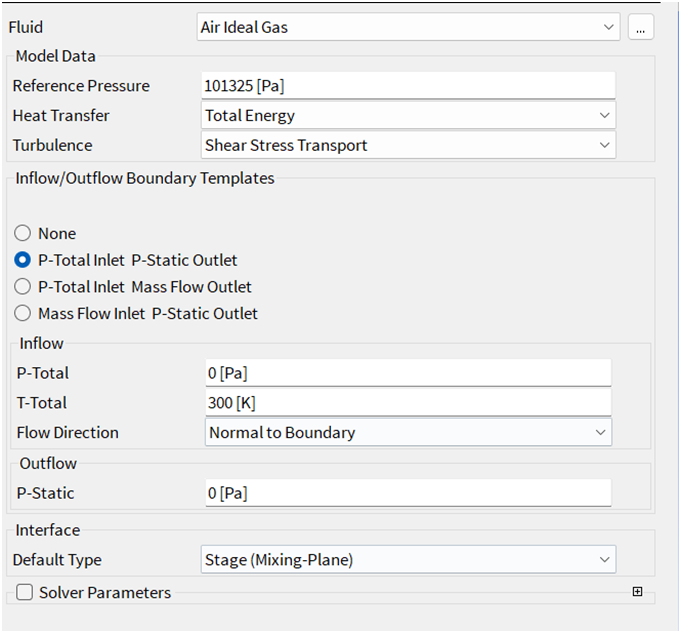 Fluid Air Ideal Gas ...
Model Data
Reference Pressure 101325 [Pa]
Heat Transfer Total Energy
Turbulence Shear Stress Transport
Inflow/Outflow Boundary Templates
None
P-Total Inlet P-Static Outlet
P-Total Inlet Mass Flow Outlet
Mass Flow Inlet P-Static Outlet
Inflow
P-Total 0 [Pa]
T-Total 300 [K]
Flow Direction Normal to Boundary
Outflow
P-Static 0 [Pa]
Interface
Default Type Stage (Mixing-Plane)
Solver Parameters